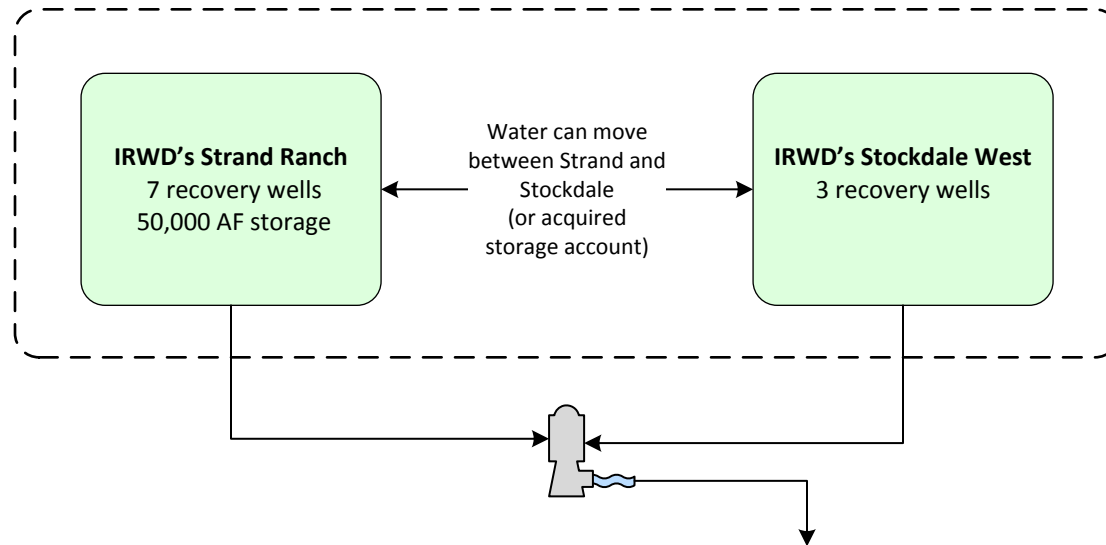 IRWD’s Strand Ranch
7 recovery wells
50,000 AF storage
Water can move
between Strand and
Stockdale
(or acquired
storage account)
IRWD’s Stockdale West
3 recovery wells